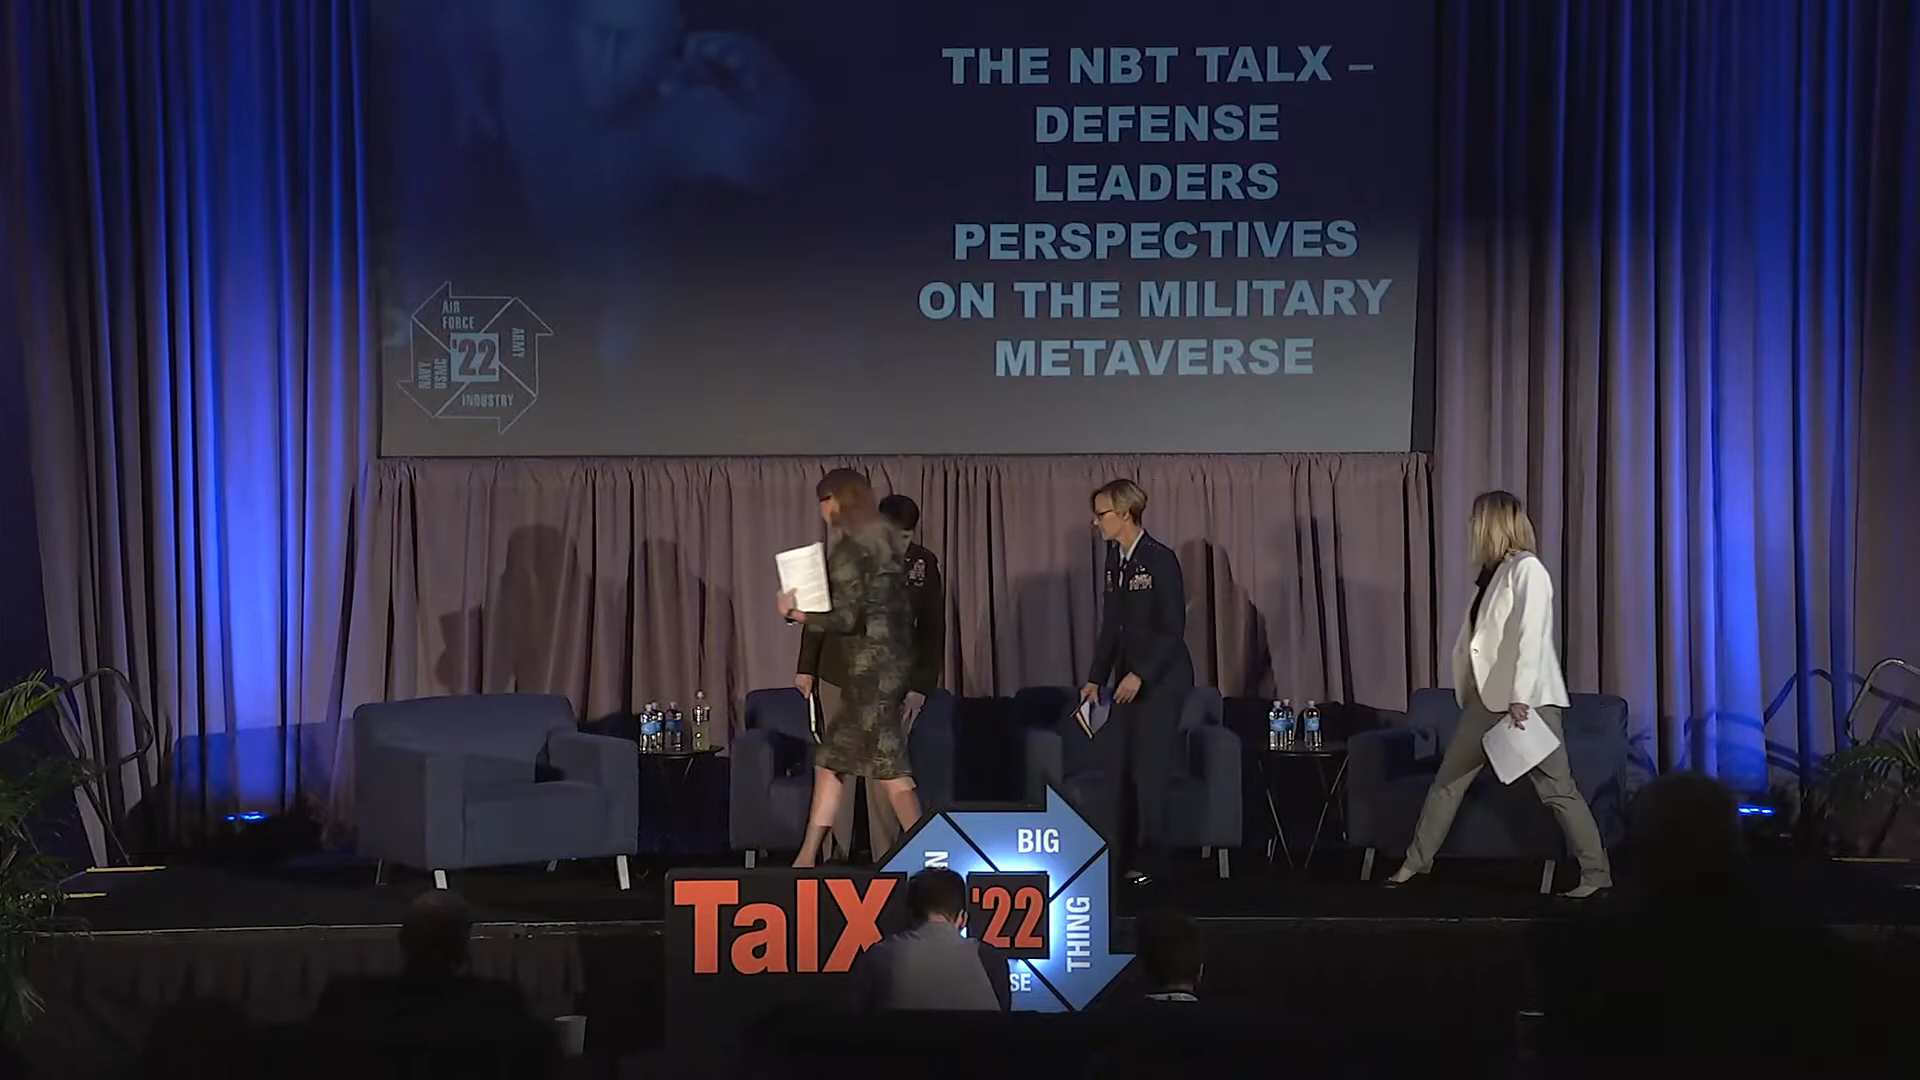 THE NBT TALX –
DEFENSE
LEADERS
PERSPECTIVES
ON THE MILITARY
METAVERSE
AIR
FORCE
ARMY
'22
NAVY
USMC
INDUSTRY
BIG
THING
TalX
'22